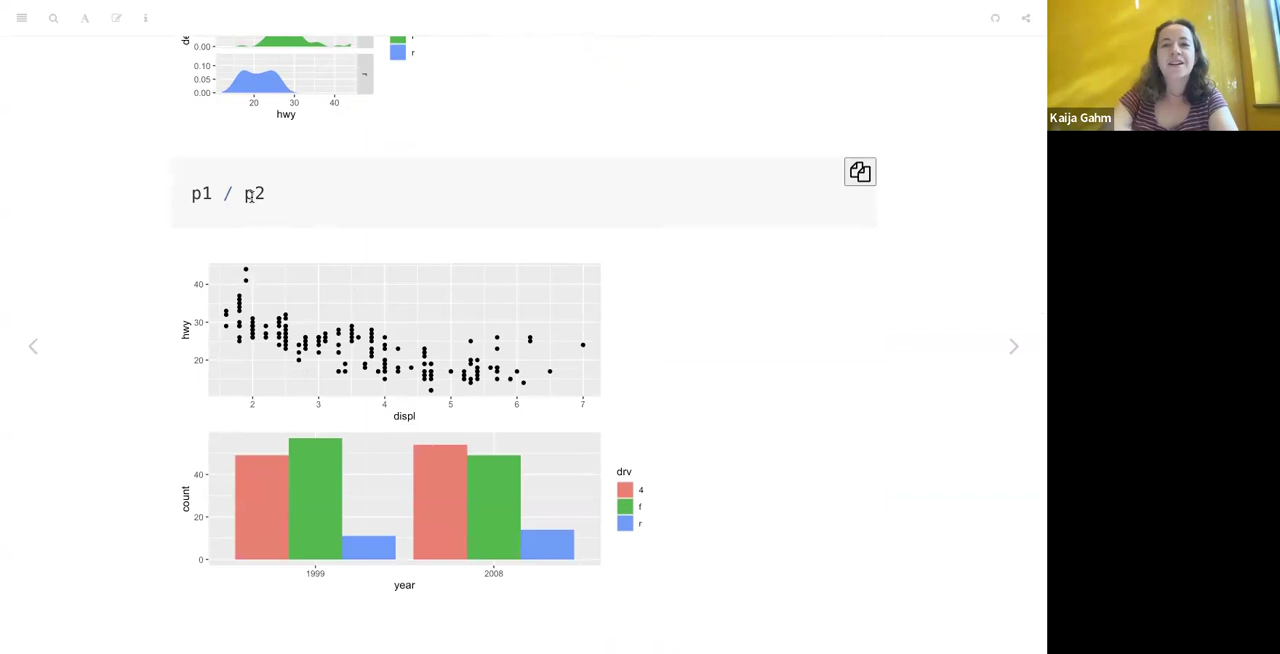 de
0.00
r
0.10
0.05
0.00
r
20 30 40
hwy
Kaija Gahm
p1 / p2
40
30
20
hwy
2 3 4 5 6 7
displ
40
20
0
count
1999 2008
year
drv
4
f
r